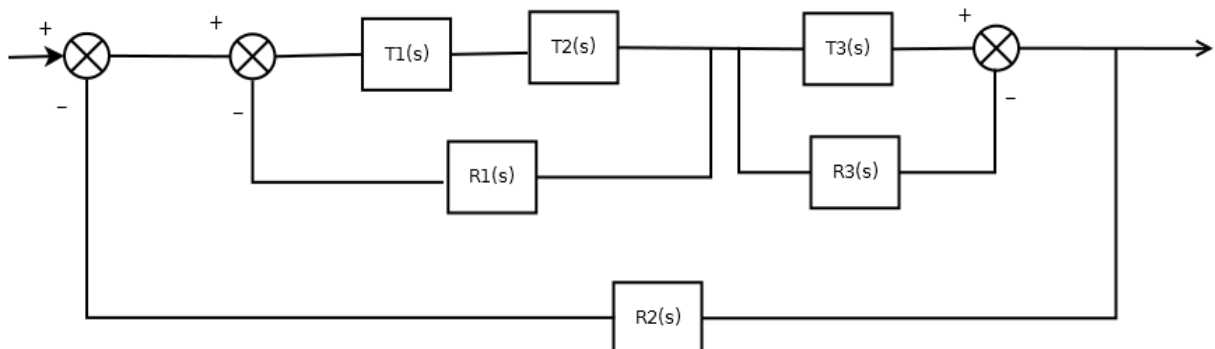 +
+
+
T1(s)
T2(s)
T3(s)
–
–
–
R1(s)
R3(s)
R2(s)